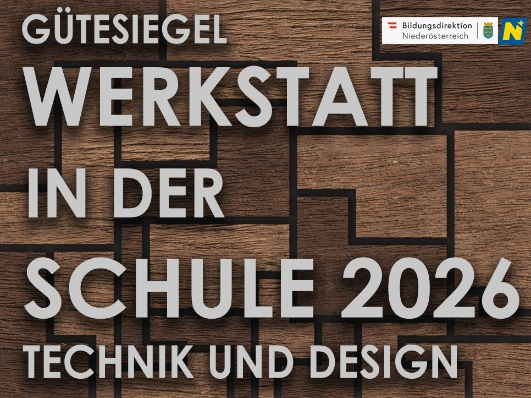 GÜTESIEGEL
Bildungsdirektion
Niederösterreich
N
WERKSTATT
IN DER
SCHULE 2026
TECHNIK UND DESIGN